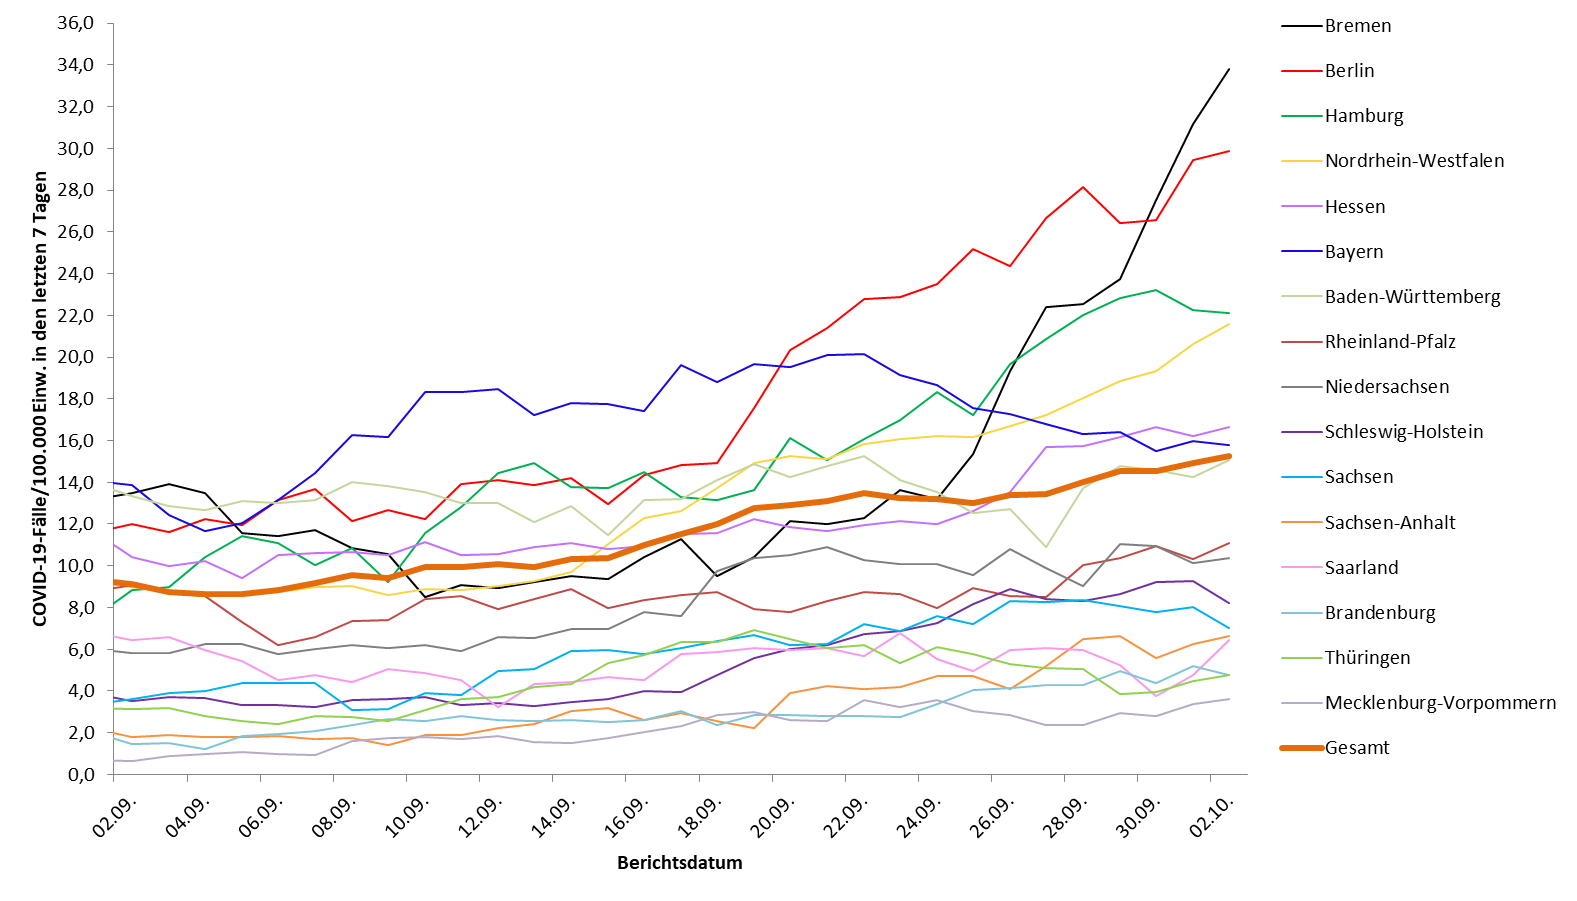 36,0
34,0
32,0
30,0
28,0
26,0
24,0
22,0
20,0
18,0
16,0
14,0
12,0
10,0
8,0
6,0
4,0
2,0
0,0
COVID-19-Fälle/100.000 Einw. in den letzten 7 Tagen
02.09.
04.09.
06.09.
08.09.
10.09.
12.09.
14.09.
16.09.
18.09.
20.09.
22.09.
24.09.
26.09.
28.09.
30.09.
02.10.
Berichtsdatum
Bremen
Berlin
Hamburg
Nordrhein-Westfalen
Hessen
Bayern
Baden-Württemberg
Rheinland-Pfalz
Niedersachsen
Schleswig-Holstein
Sachsen
Sachsen-Anhalt
Saarland
Brandenburg
Thüringen
Mecklenburg-Vorpommern
Gesamt